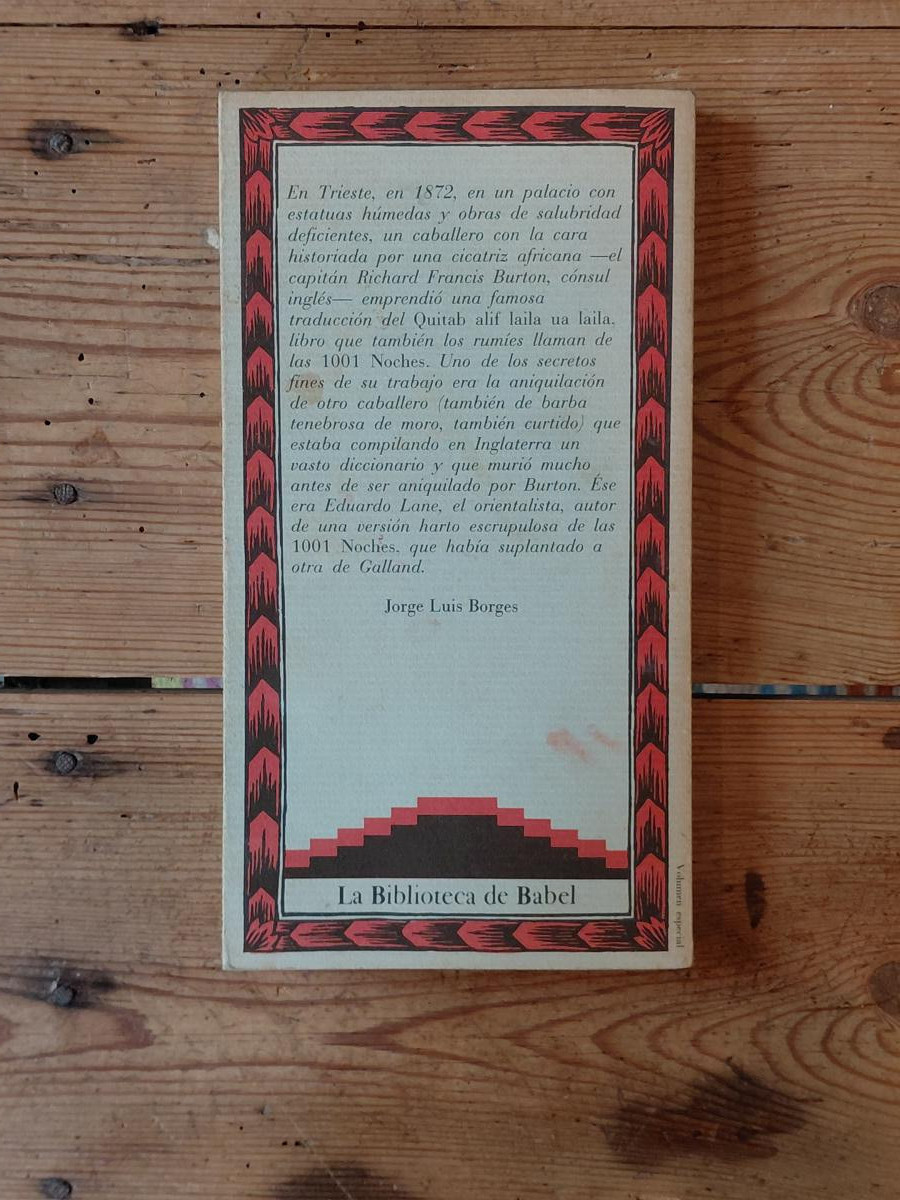 En Trieste, en 1872, en un palacio con
estatuas húmedas y obras de salubridad
deficientes, un caballero con la cara
historiada por una cicatriz africana —el
capitán Richard Francis Burton, cónsul
inglés— emprendió una famosa
traducción del Quitab alif laila ua laila,
libro que también los rumíes llaman de
las 1001 Noches. Uno de los secretos
fines de su trabajo era la aniquilación
de otro caballero (también de barba
tenebrosa de moro, también curtido) que
estaba compilando en Inglaterra un
vasto diccionario y que murió mucho
antes de ser aniquilado por Burton. Ése
era Eduardo Lane, el orientalista, autor
de una versión harto escrupulosa de las
1001 Noches, que había suplantado a
otra de Galland.
Jorge Luis Borges
La Biblioteca de Babel
Volumen especial